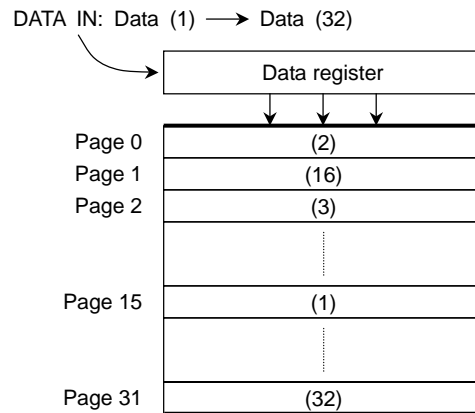 DATA IN: Data (1) → Data (32)
Data register
Page 0 (2)
Page 1 (16)
Page 2 (3)
Page 15 (1)
Page 31 (32)